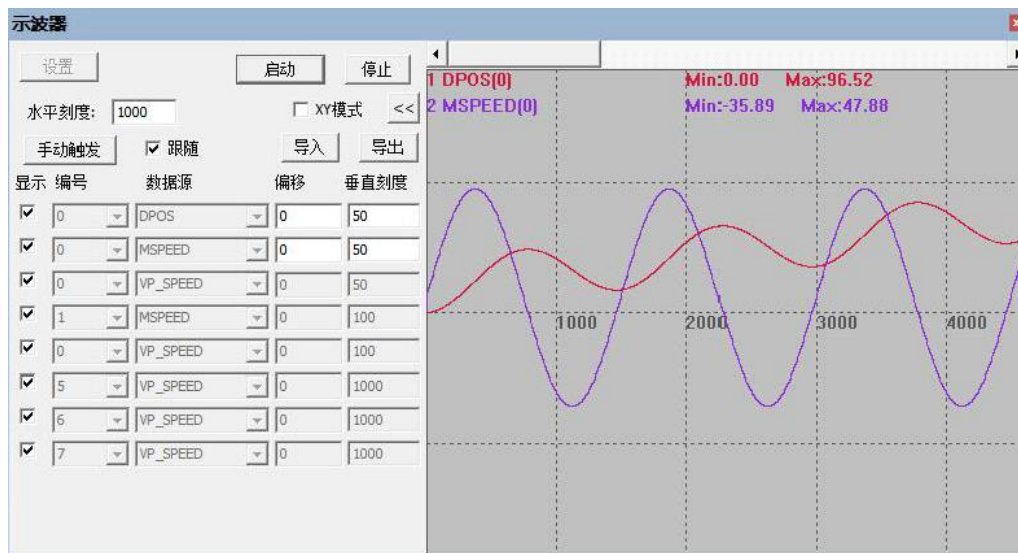 示波器
设置 启动 停止
水平刻度: 1000 XY模式 <<
手动触发 跟随 导入 导出
显示 编号 数据源 偏移 垂直刻度
0 DPOS 0 50
0 MSPEED 0 50
0 VP_SPEED 0 50
1 MSPEED 0 100
0 VP_SPEED 0 100
5 VP_SPEED 0 1000
6 VP_SPEED 0 1000
7 VP_SPEED 0 1000
1 DPOS(0) Min:0.00 Max:96.52
2 MSPEED(0) Min:-35.89 Max:47.88
1000 2000 3000 4000